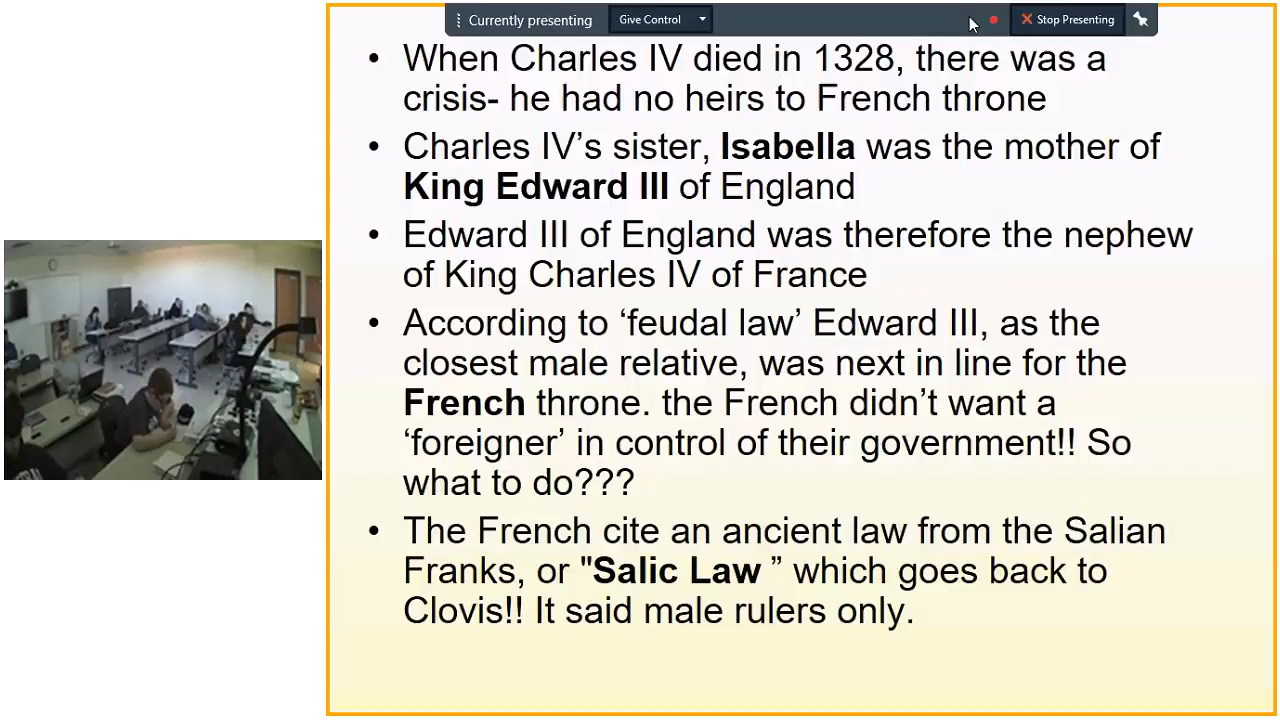 Currently presenting
Give Control
Stop Presenting
• When Charles IV died in 1328, there was a
crisis- he had no heirs to French throne
• Charles IV’s sister, Isabella was the mother of
King Edward III of England
• Edward III of England was therefore the nephew
of King Charles IV of France
• According to ‘feudal law’ Edward III, as the
closest male relative, was next in line for the
French throne. the French didn’t want a
‘foreigner’ in control of their government!! So
what to do???
• The French cite an ancient law from the Salian
Franks, or "Salic Law ” which goes back to
Clovis!! It said male rulers only.